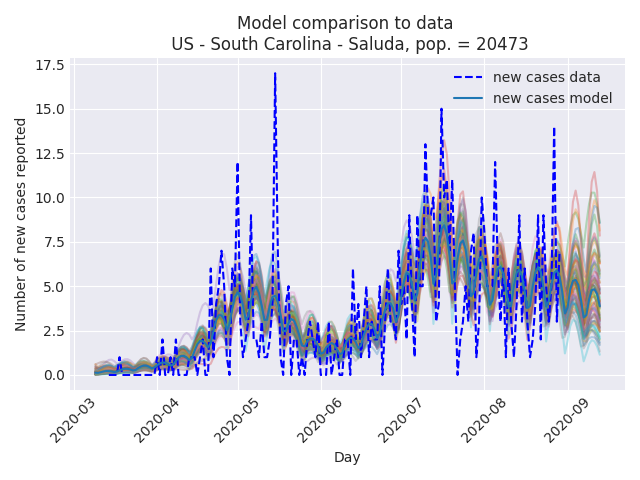 Model comparison to data
US - South Carolina - Saluda, pop. = 20473
17.5
15.0
12.5
10.0
7.5
5.0
2.5
0.0
Number of new cases reported
new cases data
new cases model
2020-03
2020-04
2020-05
2020-06
2020-07
2020-08
2020-09
Day